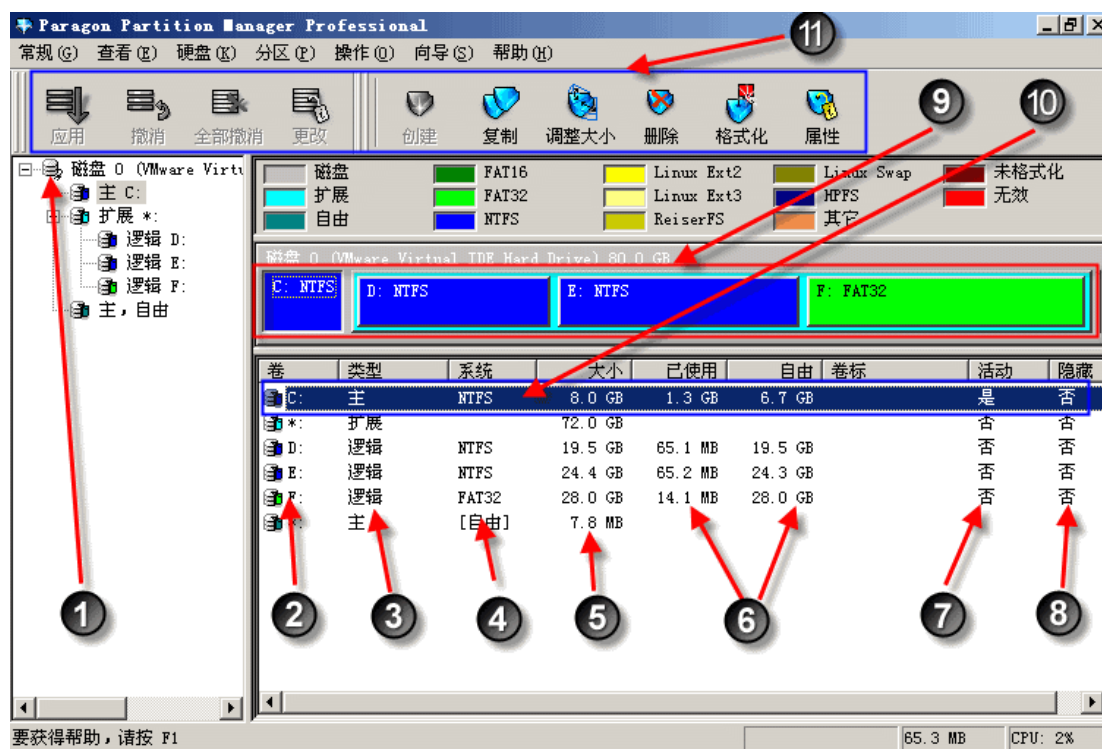 Paragon Partition Manager Professional
常规(G) 查看(E) 硬盘(K) 分区(P) 操作(O) 向导(S) 帮助(H)
11
应用 撤消 全部撤消 更改 创建 复制 调整大小 删除 格式化 属性
9 10
磁盘 0 (VMware Virtu
主 C:
扩展 *:
逻辑 D:
逻辑 E:
逻辑 F:
主,自由
磁盘 FAT16 Linux Ext2 Linux Swap 未格式化
扩展 FAT32 Linux Ext3 HPFS 无效
自由 NTFS ReiserFS 其它
磁盘 0 (VMware Virtual IDE Hard Drive) 80.0 GB
C: NTFS D: NTFS E: NTFS F: FAT32
卷 类型 系统 大小 已使用 自由 卷标 活动 隐藏
C: 主 NTFS 8.0 GB 1.3 GB 6.7 GB 是 否
*: 扩展 72.0 GB 否 否
D: 逻辑 NTFS 19.5 GB 65.1 MB 19.5 GB 否 否
E: 逻辑 NTFS 24.4 GB 65.2 MB 24.3 GB 否 否
F: 逻辑 FAT32 28.0 GB 14.1 MB 28.0 GB 否 否
*: 主 [自由] 7.8 MB
1 2 3 4 5 6 7 8
要获得帮助,请按 F1 65.3 MB CPU: 2%